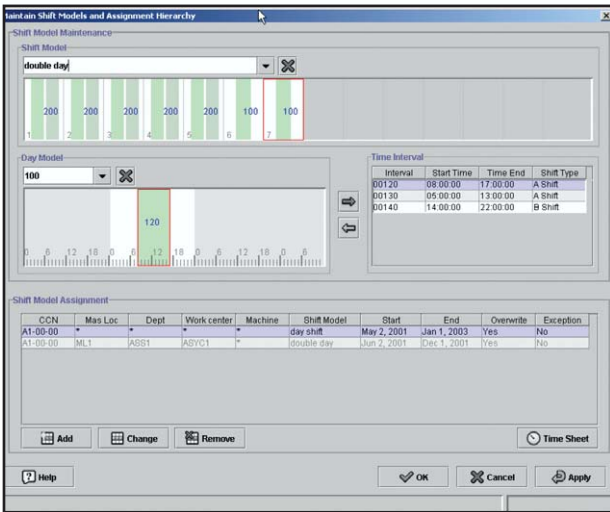 Maintain Shift Models and Assignment Hierarchy
Shift Model Maintenance
Shift Model
double day
200 200 200 200 200 100 100
1 2 3 4 5 6 7
Day Model
100
120
0 6 12 18 0 6 12 18 0 6
Time Interval
Interval Start Time Time End Shift Type
00120 08:00:00 17:00:00 A Shift
00130 05:00:00 13:00:00 A Shift
00140 14:00:00 22:00:00 B Shift
Shift Model Assignment
CCN Mas Loc Dept Work center Machine Shift Model Start End Overwrite Exception
A1-00-00 * * * * day shift May 2, 2001 Jan 1, 2003 Yes No
A1-00-00 ML1 ASS1 ASYC1 * double day Jun 2, 2001 Dec 1, 2001 Yes No
Add Change Remove Time Sheet
? Help OK Cancel Apply